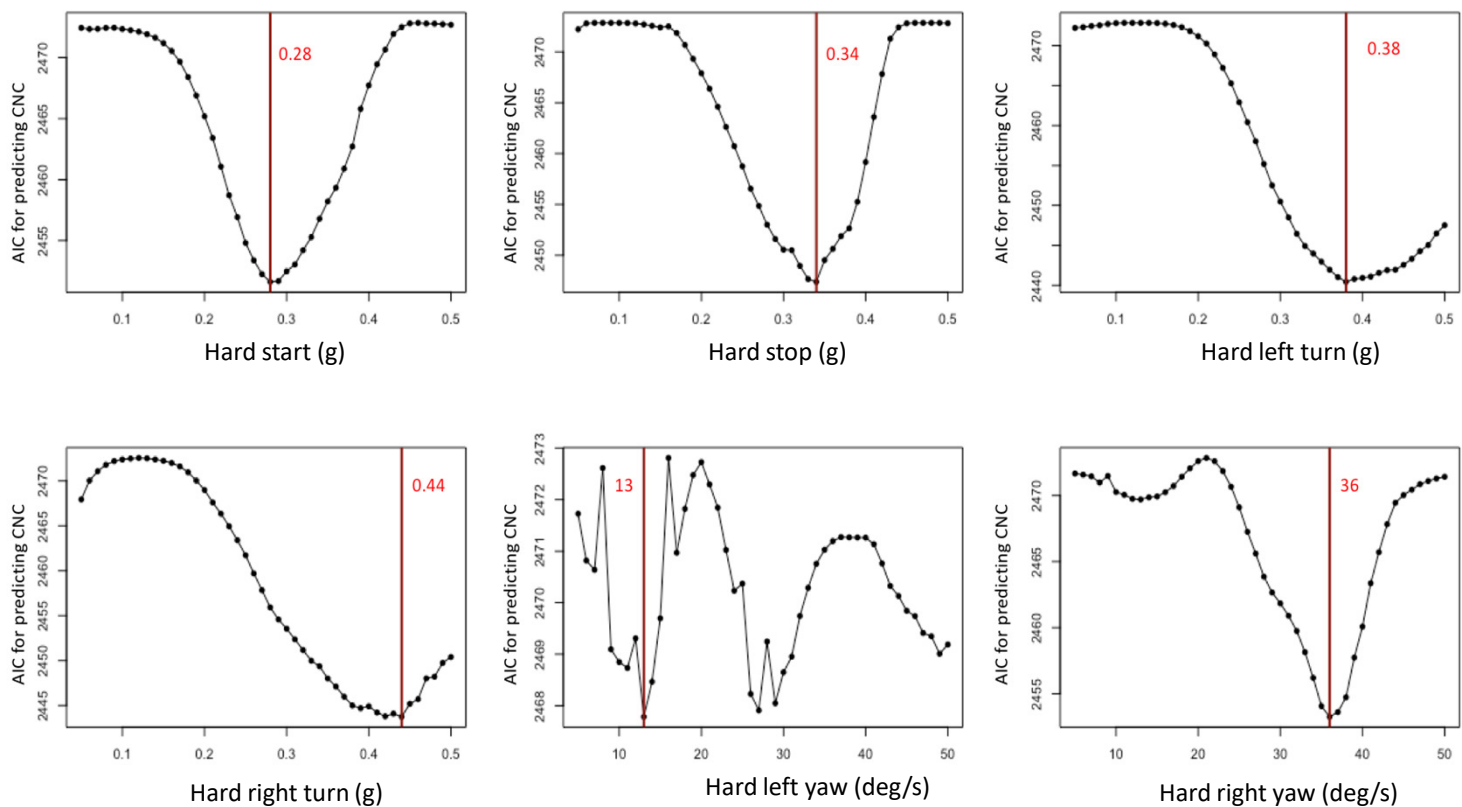 AIC for predicting CNC
2470
2465
2460
2455
0.28
0.1 0.2 0.3 0.4 0.5
Hard start (g)
AIC for predicting CNC
2470
2465
2460
2455
2450
0.34
0.1 0.2 0.3 0.4 0.5
Hard stop (g)
AIC for predicting CNC
2470
2460
2450
2440
0.38
0.1 0.2 0.3 0.4 0.5
Hard left turn (g)
AIC for predicting CNC
2470
2465
2460
2455
2450
2445
0.44
0.1 0.2 0.3 0.4 0.5
Hard right turn (g)
AIC for predicting CNC
2473
2472
2471
2470
2469
2468
13
10 20 30 40 50
Hard left yaw (deg/s)
AIC for predicting CNC
2470
2465
2460
2455
36
10 20 30 40 50
Hard right yaw (deg/s)